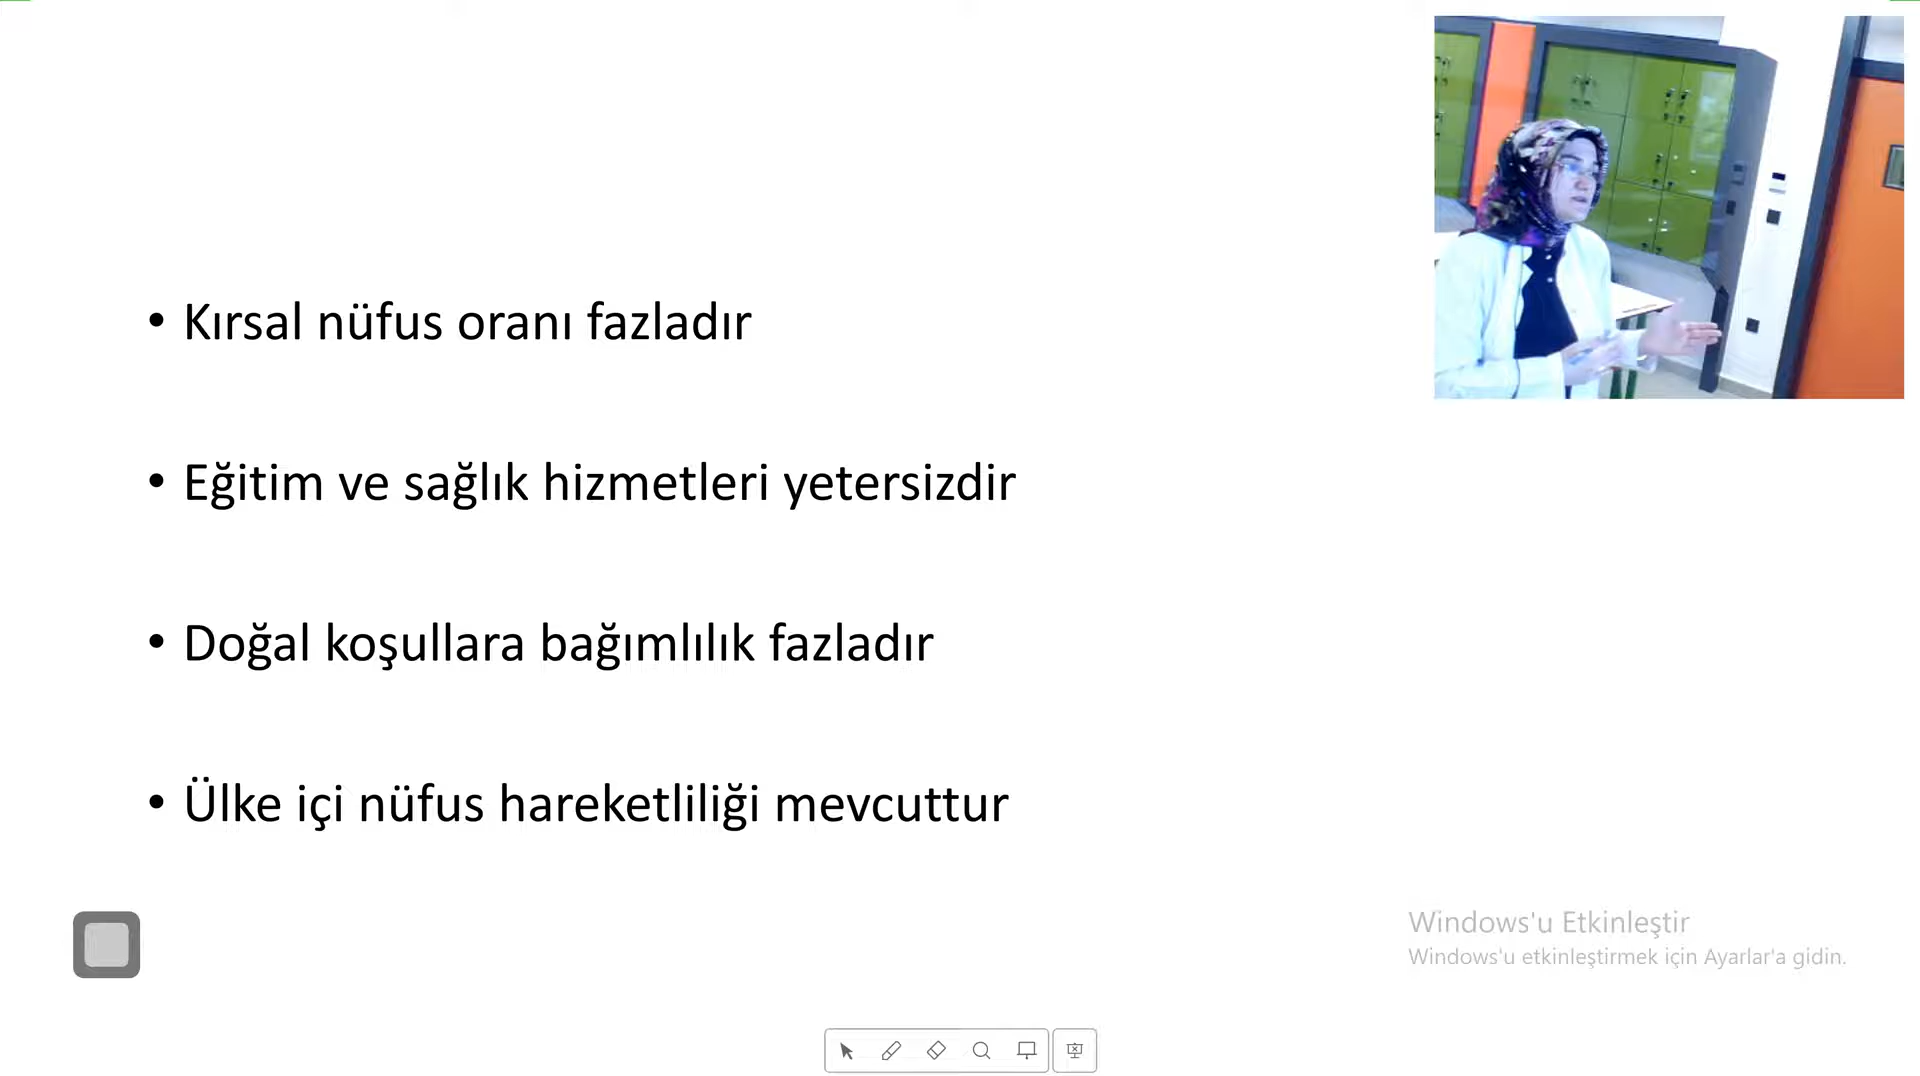 • Kırsal nüfus oranı fazladır
• Eğitim ve sağlık hizmetleri yetersizdir
• Doğal koşullara bağımlılık fazladır
• Ülke içi nüfus hareketliliği mevcuttur
Windows'u Etkinleştir
Windows'u etkinleştirmek için Ayarlar'a gidin.